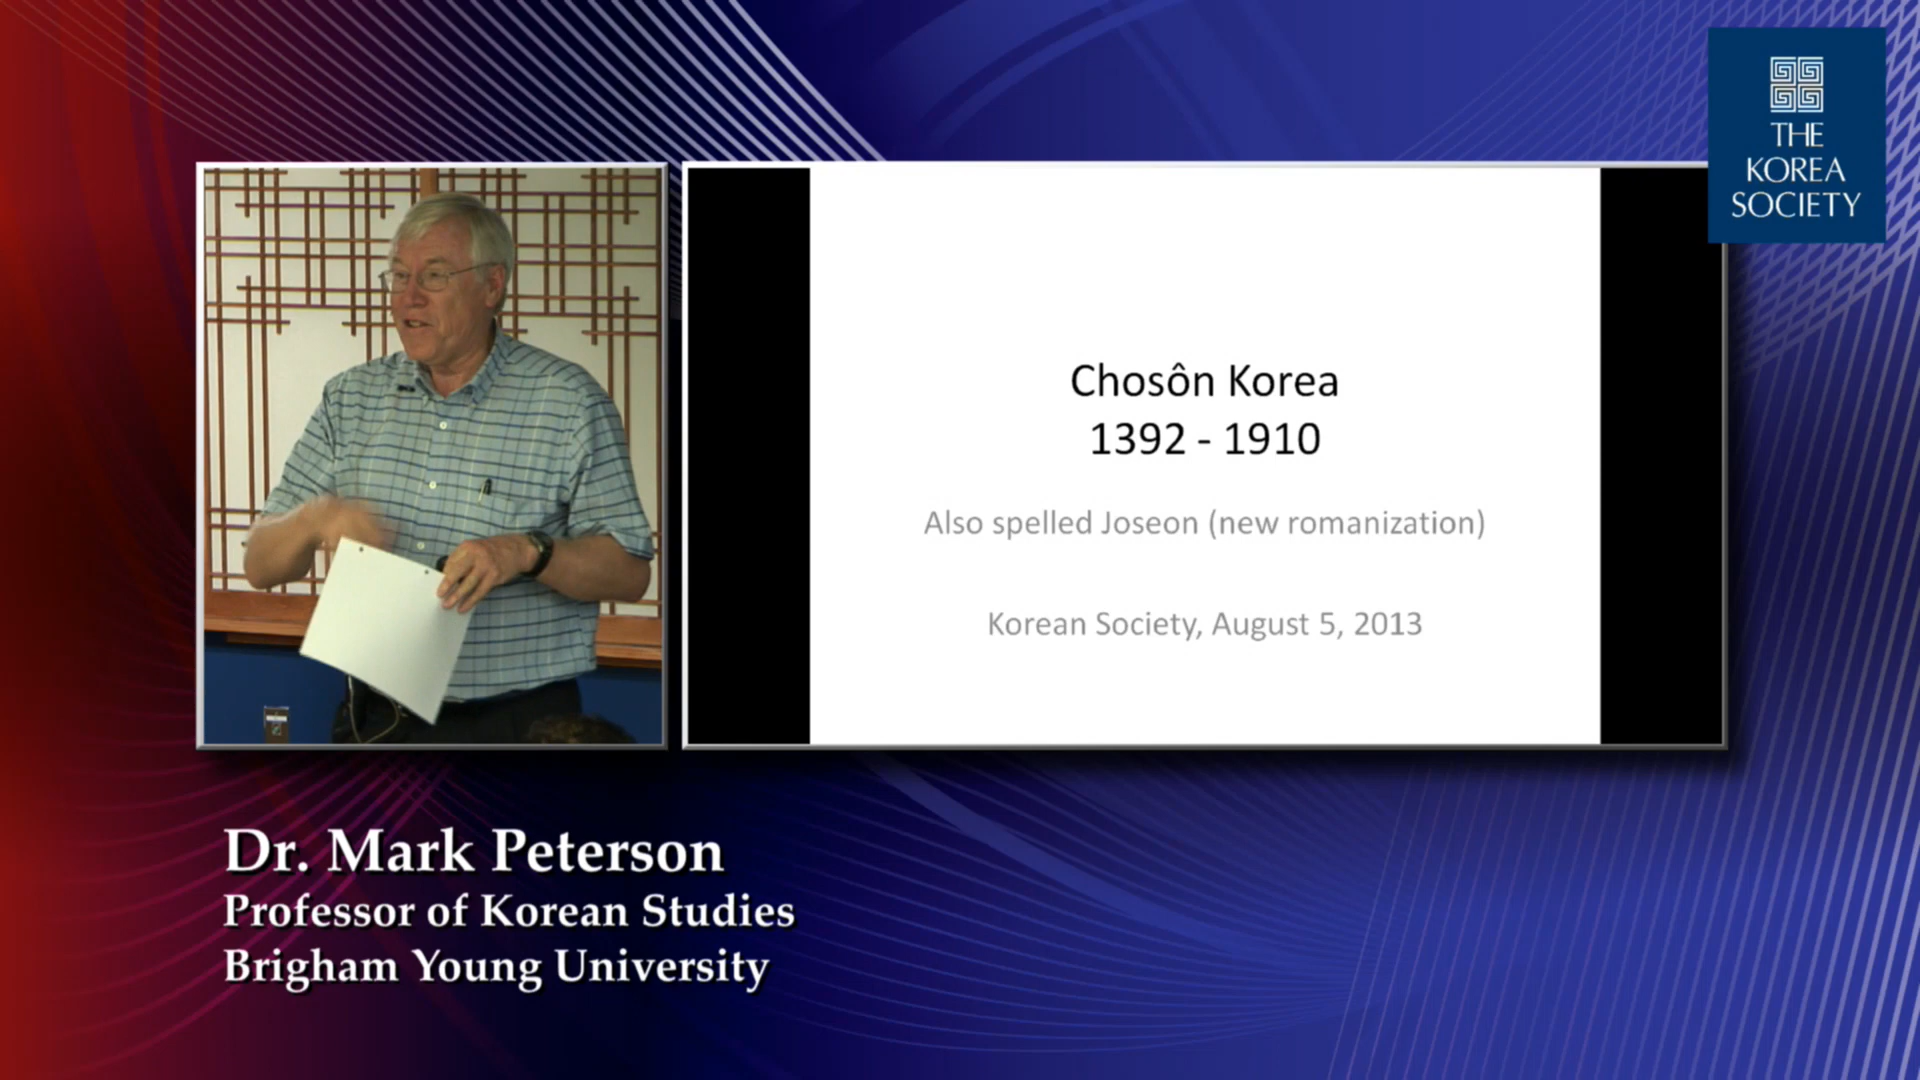 THE
KOREA
SOCIETY
Chosôn Korea
1392 - 1910
Also spelled Joseon (new romanization)
Korean Society, August 5, 2013
Dr. Mark Peterson
Professor of Korean Studies
Brigham Young University